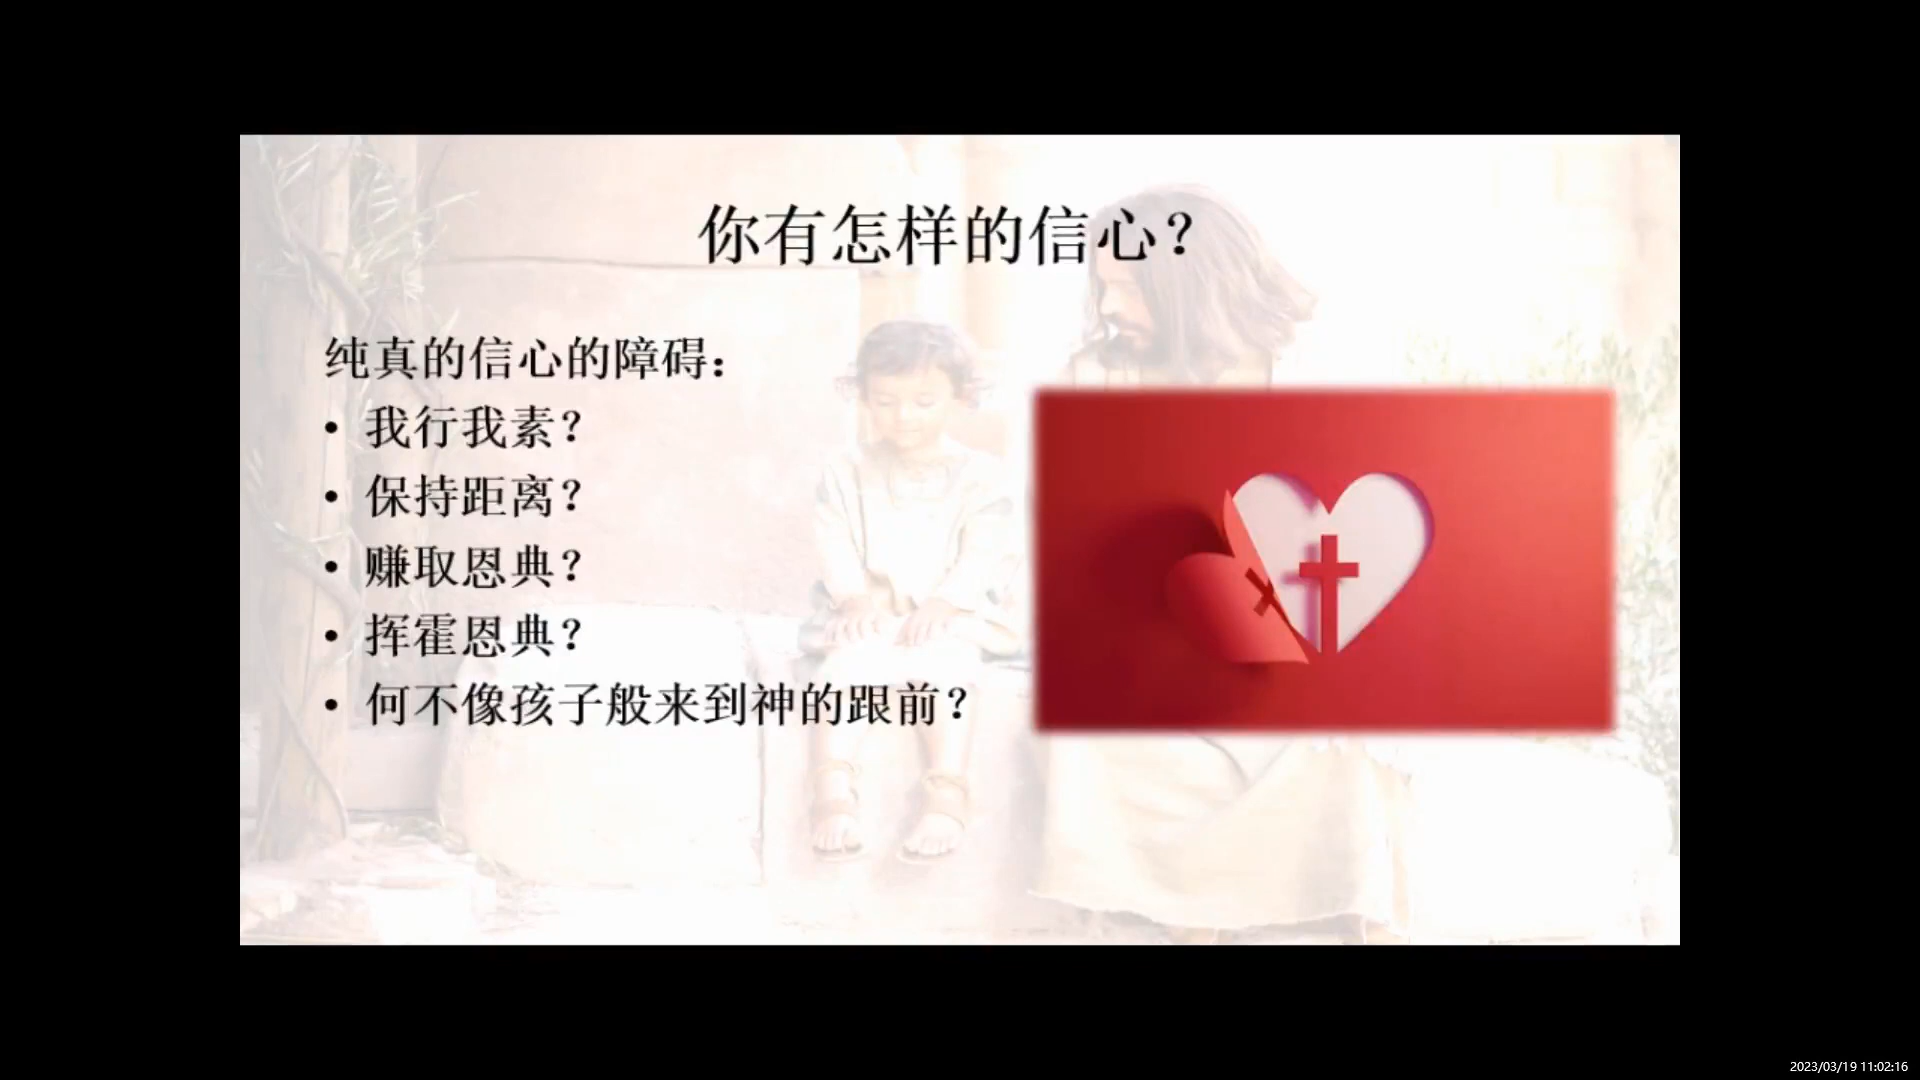 你有怎样的信心？
纯真的信心的障碍：
• 我行我素？
• 保持距离？
• 赚取恩典？
• 挥霍恩典？
• 何不像孩子般来到神的跟前？
2023/03/19 11:02:16